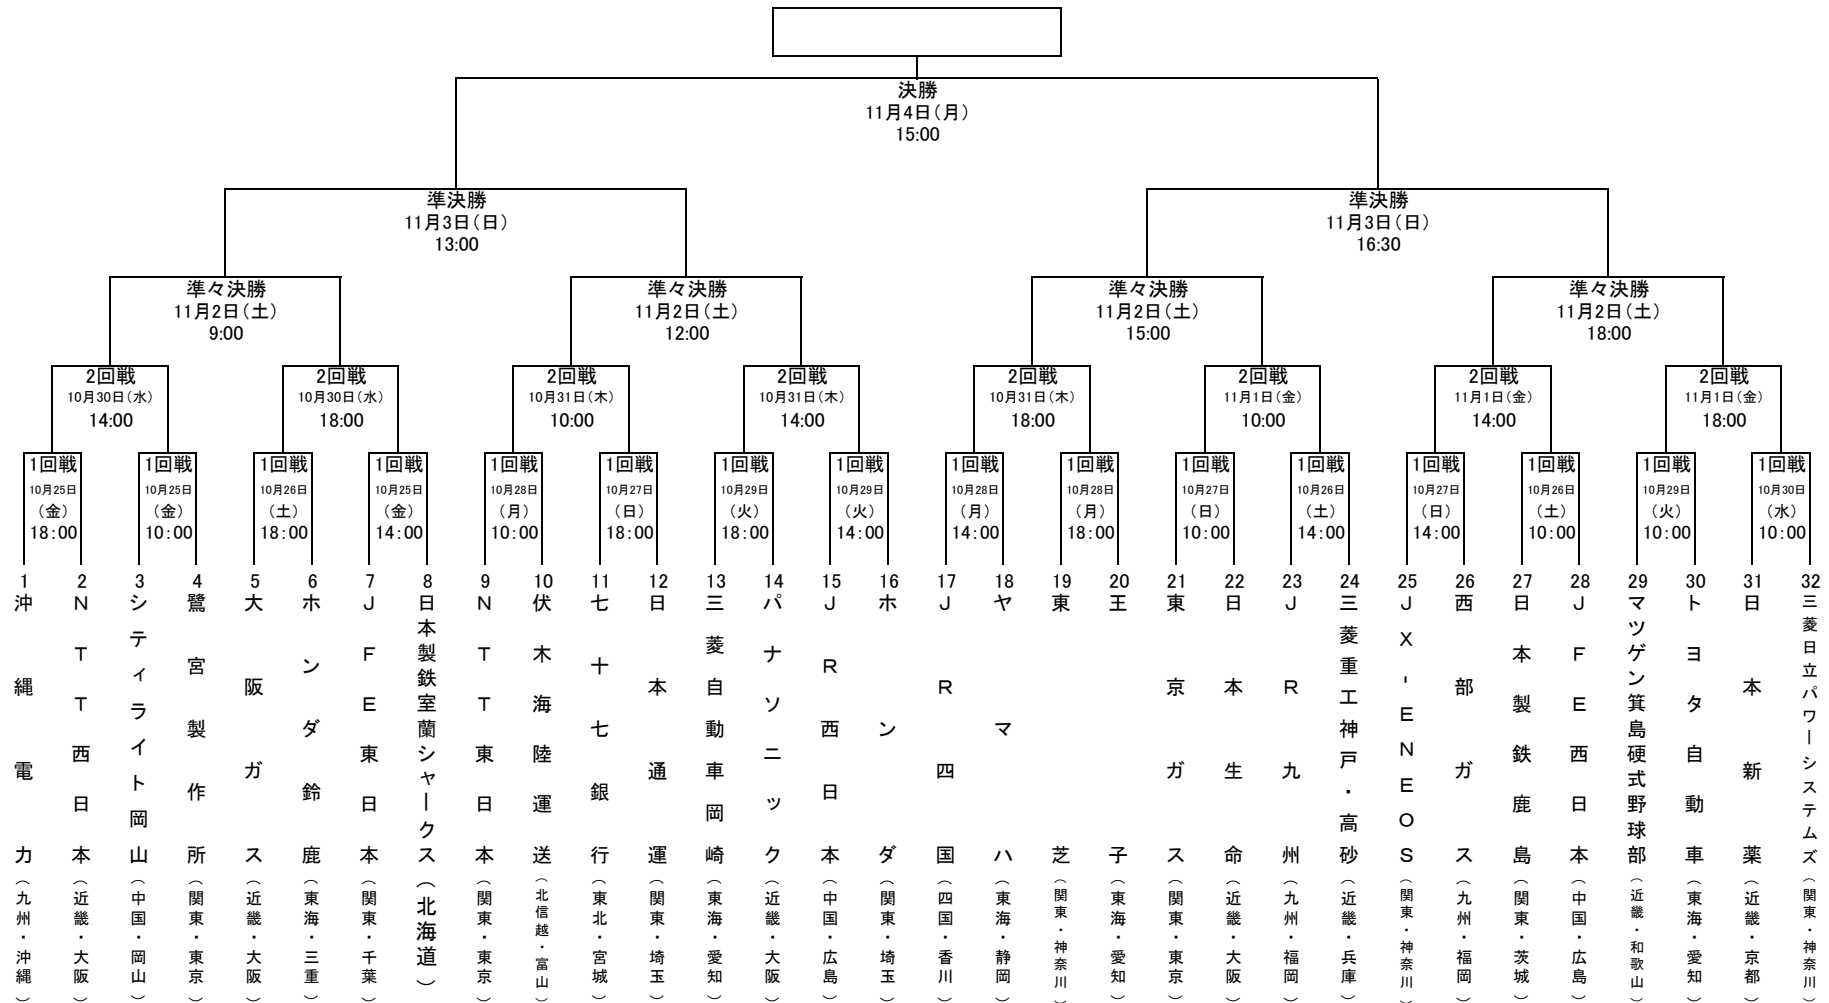 決勝
11月4日(月)
15:00
準決勝
11月3日(日)
13:00
準決勝
11月3日(日)
16:30
準々決勝
11月2日(土)
9:00
準々決勝
11月2日(土)
12:00
準々決勝
11月2日(土)
15:00
準々決勝
11月2日(土)
18:00
2回戦
10月30日(水)
14:00
2回戦
10月30日(水)
18:00
2回戦
10月31日(木)
10:00
2回戦
10月31日(木)
14:00
2回戦
10月31日(木)
18:00
2回戦
11月1日(金)
10:00
2回戦
11月1日(金)
14:00
2回戦
11月1日(金)
18:00
1回戦
10月25日
(金)
18:00
1回戦
10月25日
(金)
10:00
1回戦
10月26日
(土)
18:00
1回戦
10月25日
(金)
14:00
1回戦
10月28日
(月)
10:00
1回戦
10月27日
(日)
18:00
1回戦
10月29日
(火)
18:00
1回戦
10月29日
(火)
14:00
1回戦
10月28日
(月)
14:00
1回戦
10月28日
(月)
18:00
1回戦
10月27日
(日)
10:00
1回戦
10月26日
(土)
14:00
1回戦
10月27日
(日)
14:00
1回戦
10月26日
(土)
10:00
1回戦
10月29日
(火)
10:00
1回戦
10月30日
(水)
10:00
1
沖縄電力(九州・沖縄)
2
NTT西日本(近畿・大阪)
3
シティライト岡山(中国・岡山)
4
鷺宮製作所(関東・東京)
5
大阪ガス(近畿・大阪)
6
ホンダ鈴鹿(東海・三重)
7
JFE東日本(関東・千葉)
8
日本製鉄室蘭シャークス(北海道)
9
NTT東日本(関東・東京)
10
伏木海陸運送(北信越・富山)
11
七十七銀行(東北・宮城)
12
日本通運(関東・埼玉)
13
三菱自動車岡崎(東海・愛知)
14
パナソニック(近畿・大阪)
15
JR西日本(中国・広島)
16
ホンダ(関東・埼玉)
17
JR四国(四国・香川)
18
ヤマハ(東海・静岡)
19
東芝(関東・神奈川)
20
王子(東海・愛知)
21
東京ガス(関東・東京)
22
日本生命(近畿・大阪)
23
JR九州(九州・福岡)
24
三菱重工神戸・高砂(近畿・兵庫)
25
JX-ENEOS(関東・神奈川)
26
西部ガス(九州・福岡)
27
日本製鉄鹿島(関東・茨城)
28
JFE西日本(中国・広島)
29
マツゲン箕島硬式野球部(近畿・和歌山)
30
トヨタ自動車(東海・愛知)
31
日本新薬(近畿・京都)
32
三菱日立パワーシステムズ(関東・神奈川)